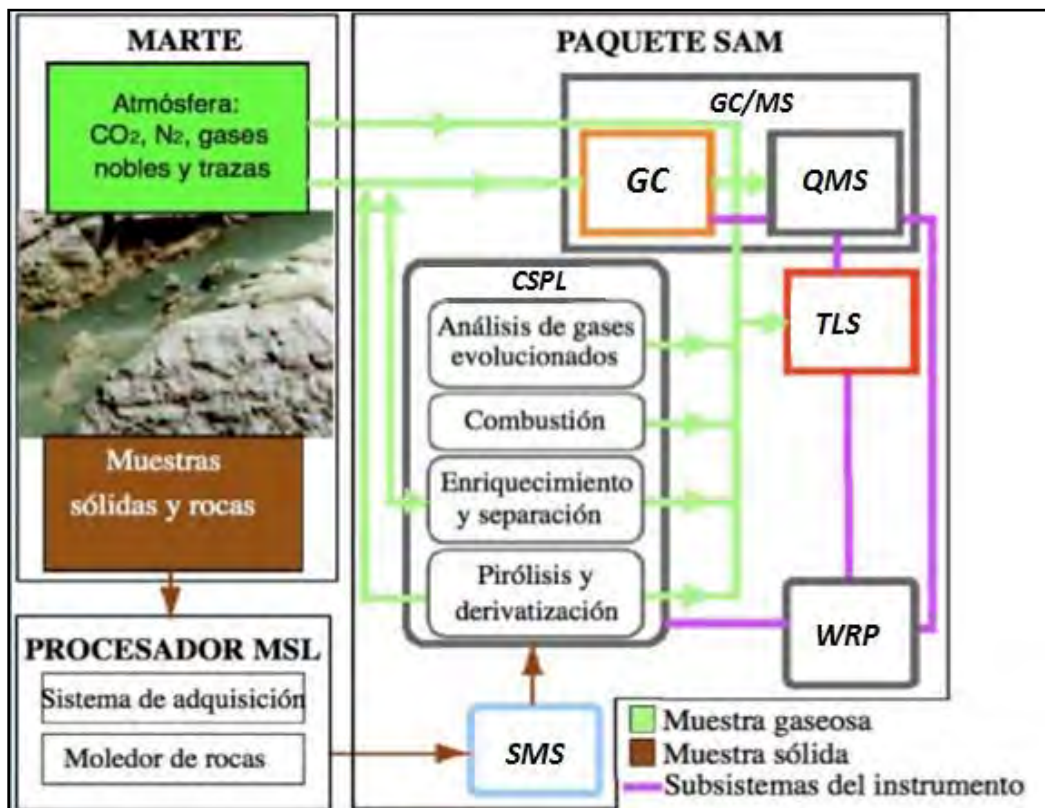 MARTE
Atmósfera:
CO2, N2, gases
nobles y trazas
Muestras
sólidas y rocas
PROCESADOR MSL
Sistema de adquisición
Moledor de rocas
PAQUETE SAM
GC/MS
GC
QMS
CSPL
Análisis de gases
evolucionados
Combustión
Enriquecimiento
y separación
Pirólisis y
derivatización
TLS
WRP
SMS
Muestra gaseosa
Muestra sólida
Subsistemas del instrumento